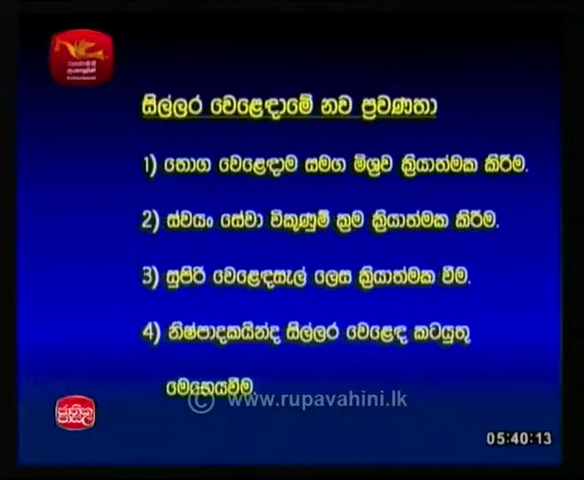 සිල්ලර වෙළෙඳාමේ නව ප්‍රවණතා
1) තොග වෙළෙඳාම සමග මිශ්‍රව ක්‍රියාත්මක කිරීම.
2) ස්වයං සේවා විකුණුම් ක්‍රම ක්‍රියාත්මක කිරීම.
3) සුපිරි වෙළෙඳසැල් ලෙස ක්‍රියාත්මක වීම.
4) නිෂ්පාදකයින්ද සිල්ලර වෙළෙඳ කටයුතු
මෙහෙයවීම
© www.rupavahini.lk
05:40:13